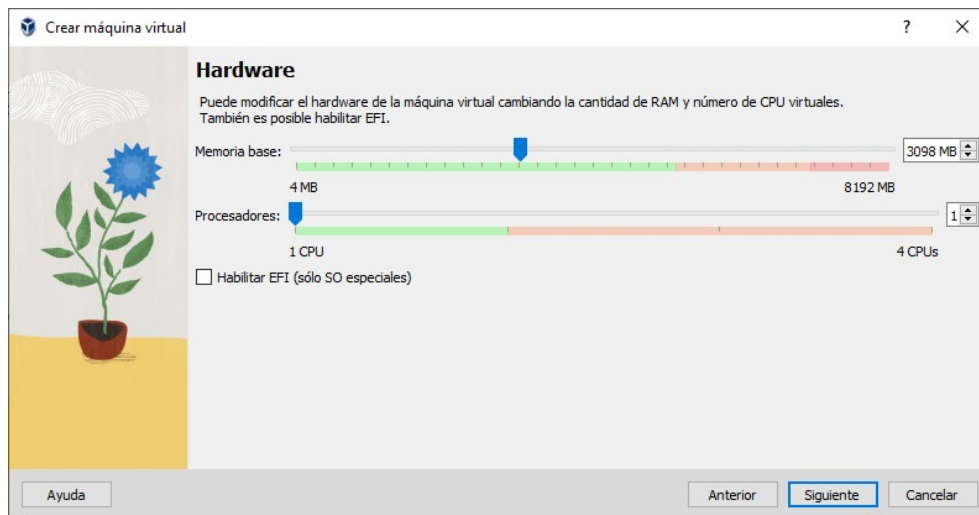 Crear máquina virtual
?
Hardware
Puede modificar el hardware de la máquina virtual cambiando la cantidad de RAM y número de CPU virtuales.
También es posible habilitar EFI.
Memoria base: 3098 MB
4 MB 8192 MB
Procesadores: 1
1 CPU 4 CPUs
Habilitar EFI (sólo SO especiales)
Ayuda Anterior Siguiente Cancelar